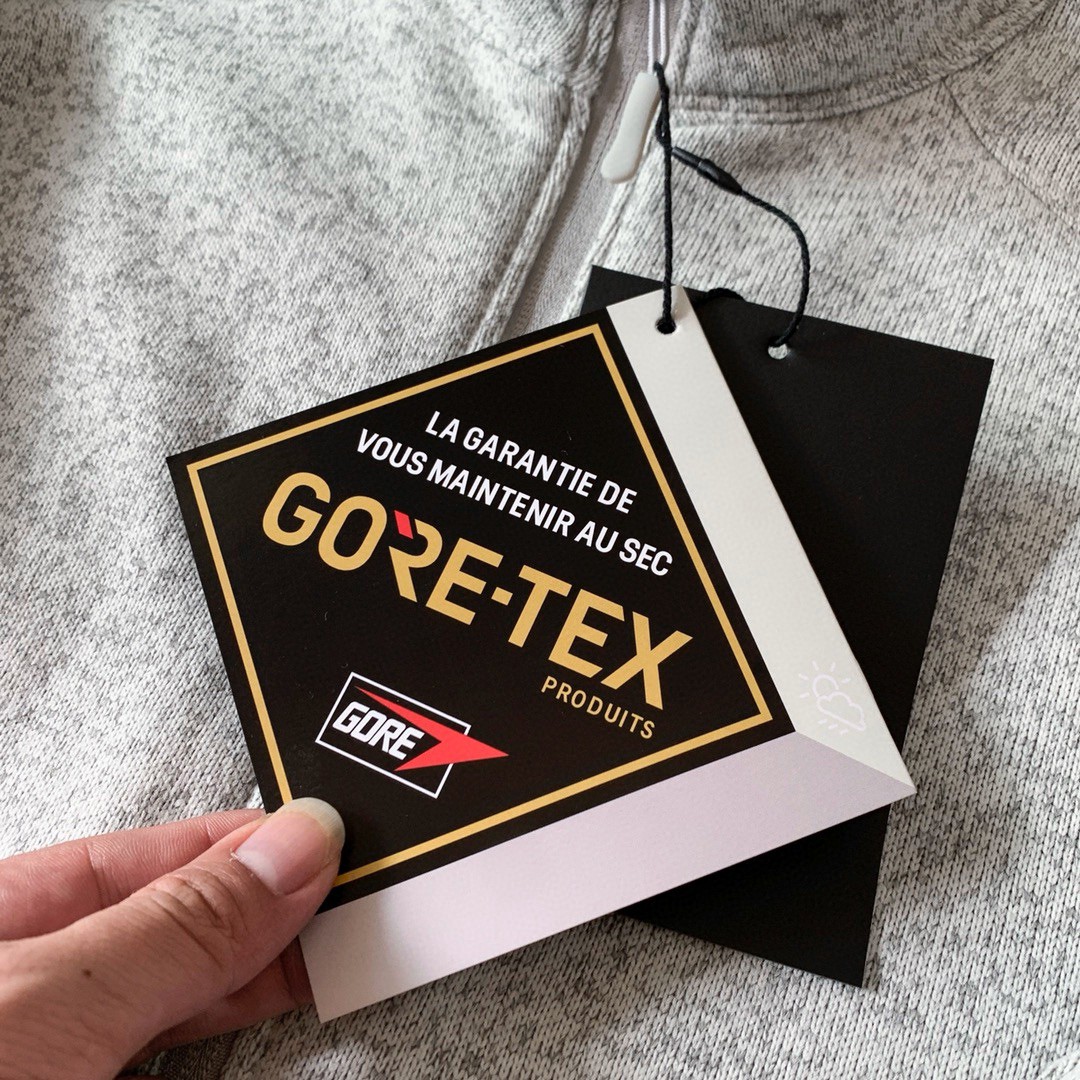 LA GARANTIE DE
VOUS MAINTENIR AU SEC
GORE-TEX
PRODUITS
GORE